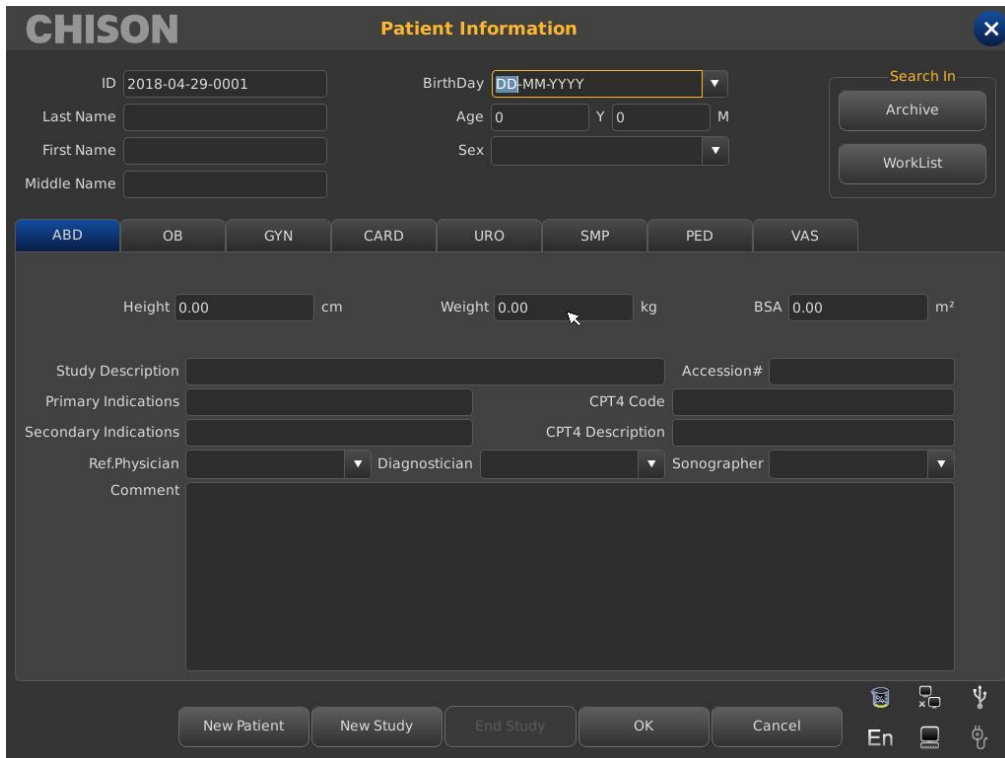 CHISON
Patient Information
ID 2018-04-29-0001 BirthDay DD-MM-YYYY
Search In
Last Name Age 0 Y 0 M
Archive
First Name Sex
WorkList
Middle Name
ABD OB GYN CARD URO SMP PED VAS
Height 0.00 cm Weight 0.00 kg BSA 0.00 m²
Study Description Accession#
Primary Indications CPT4 Code
Secondary Indications CPT4 Description
Ref.Physician Diagnostician Sonographer
Comment
New Patient New Study End Study OK Cancel
En